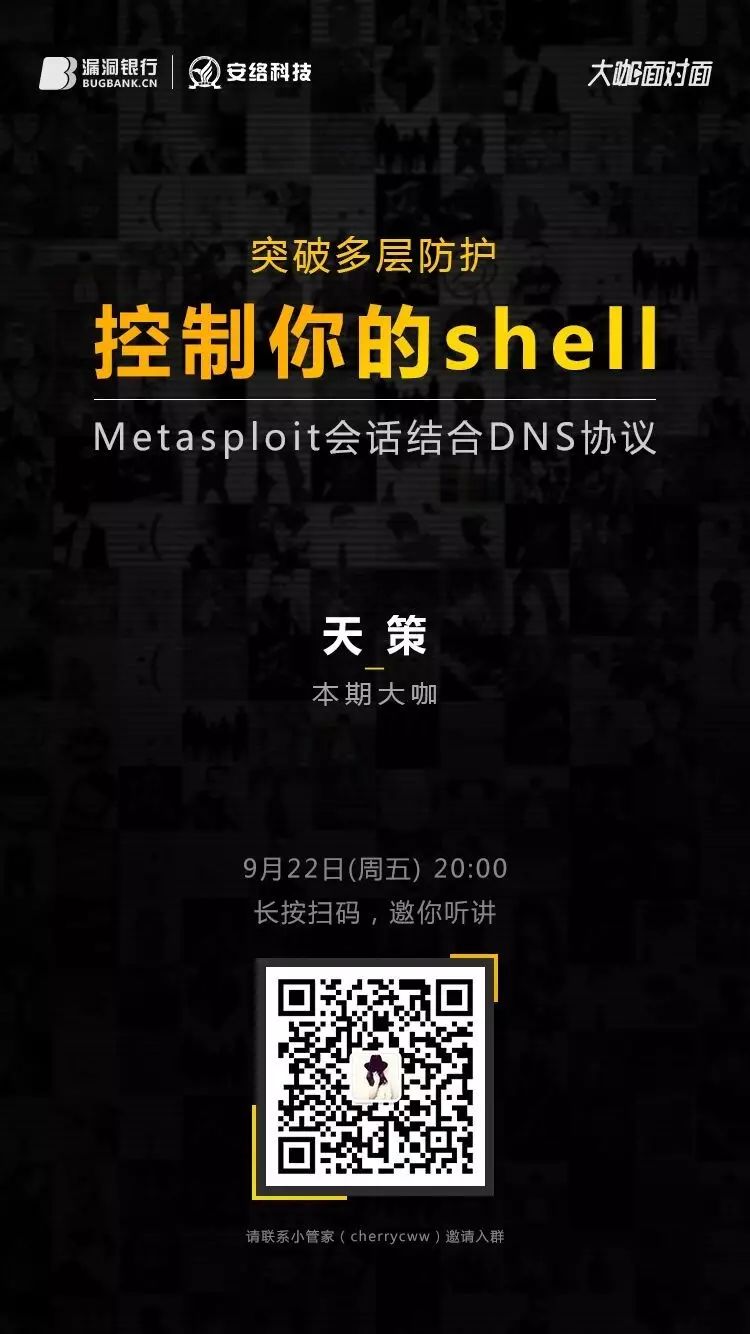 漏洞银行
BUGBANK.CN
安络科技
大咖面对面
突破多层防护
控制你的shell
Metasploit会话结合DNS协议
天策
本期大咖
9月22日(周五) 20:00
长按扫码，邀你听讲
请联系小管家（cherrycww）邀请入群